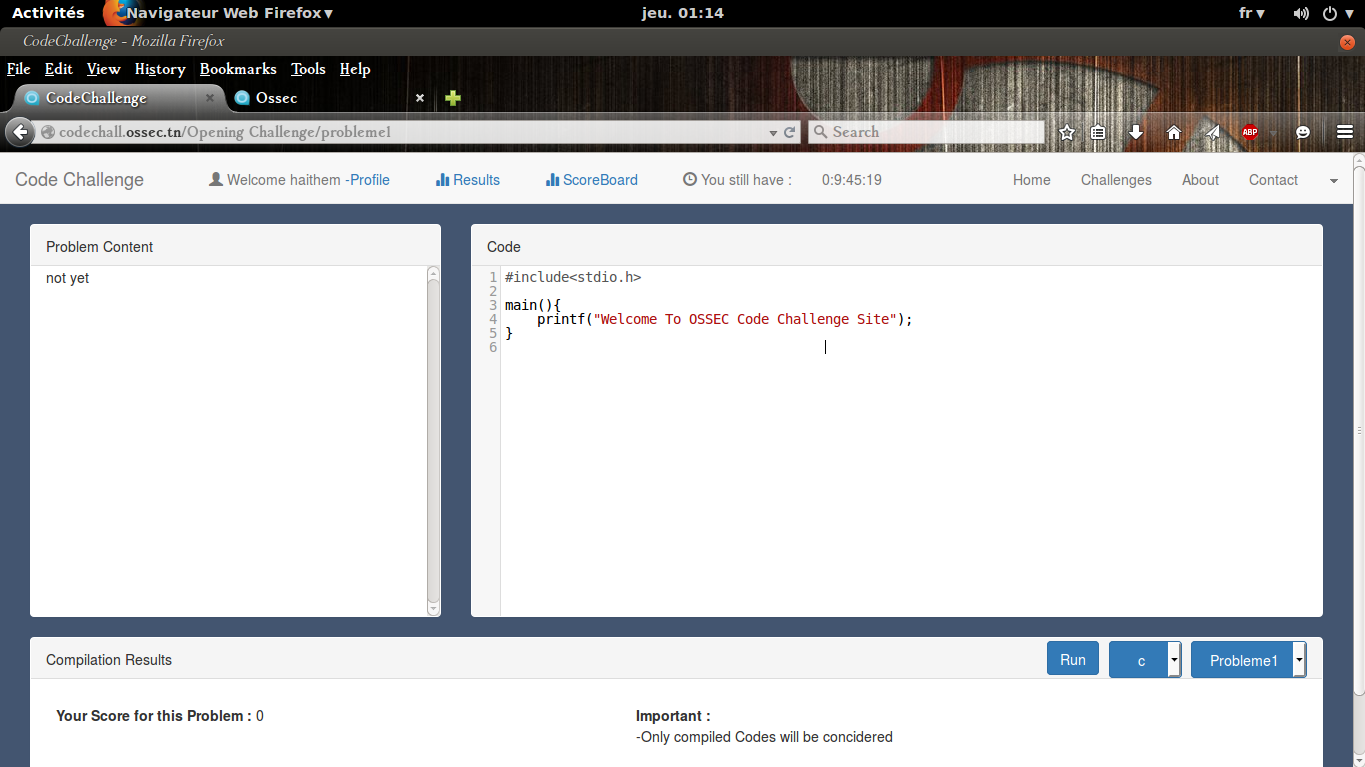 Activités Navigateur Web Firefox ▾ jeu. 01:14 fr ▾
CodeChallenge - Mozilla Firefox
File Edit View History Bookmarks Tools Help
CodeChallenge × Ossec ×
codechall.ossec.tn/Opening Challenge/probleme1 Search ABP
Code Challenge Welcome haithem -Profile Results ScoreBoard You still have : 0:9:45:19 Home Challenges About Contact
Problem Content
not yet
Code
1 #include<stdio.h>
2
3 main(){
4 printf("Welcome To OSSEC Code Challenge Site");
5 }
6
Compilation Results Run c Probleme1
Your Score for this Problem : 0
Important :
-Only compiled Codes will be concidered